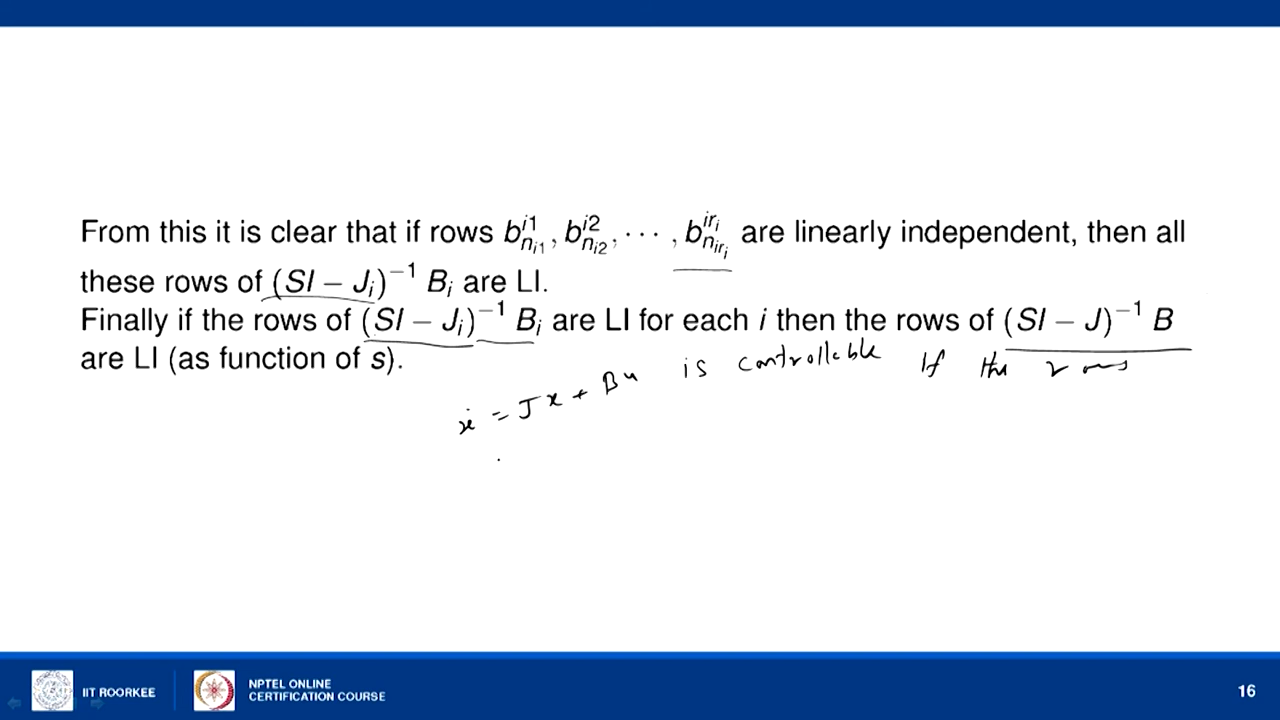 From this it is clear that if rows b^{i1}_{n_{i1}}, b^{i2}_{n_{i2}}, ⋯, b^{ir_i}_{n_{ir_i}} are linearly independent, then all
these rows of (SI − J_i)^{−1} B_i are LI.
Finally if the rows of (SI − J_i)^{−1} B_i are LI for each i then the rows of (SI − J)^{−1} B
are LI (as function of s).
ẋ = Jx + Bu is controllable If the rows
IIT ROORKEE
NPTEL ONLINE
CERTIFICATION COURSE
16